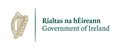 Rialtas na hÉireann
Government of Ireland